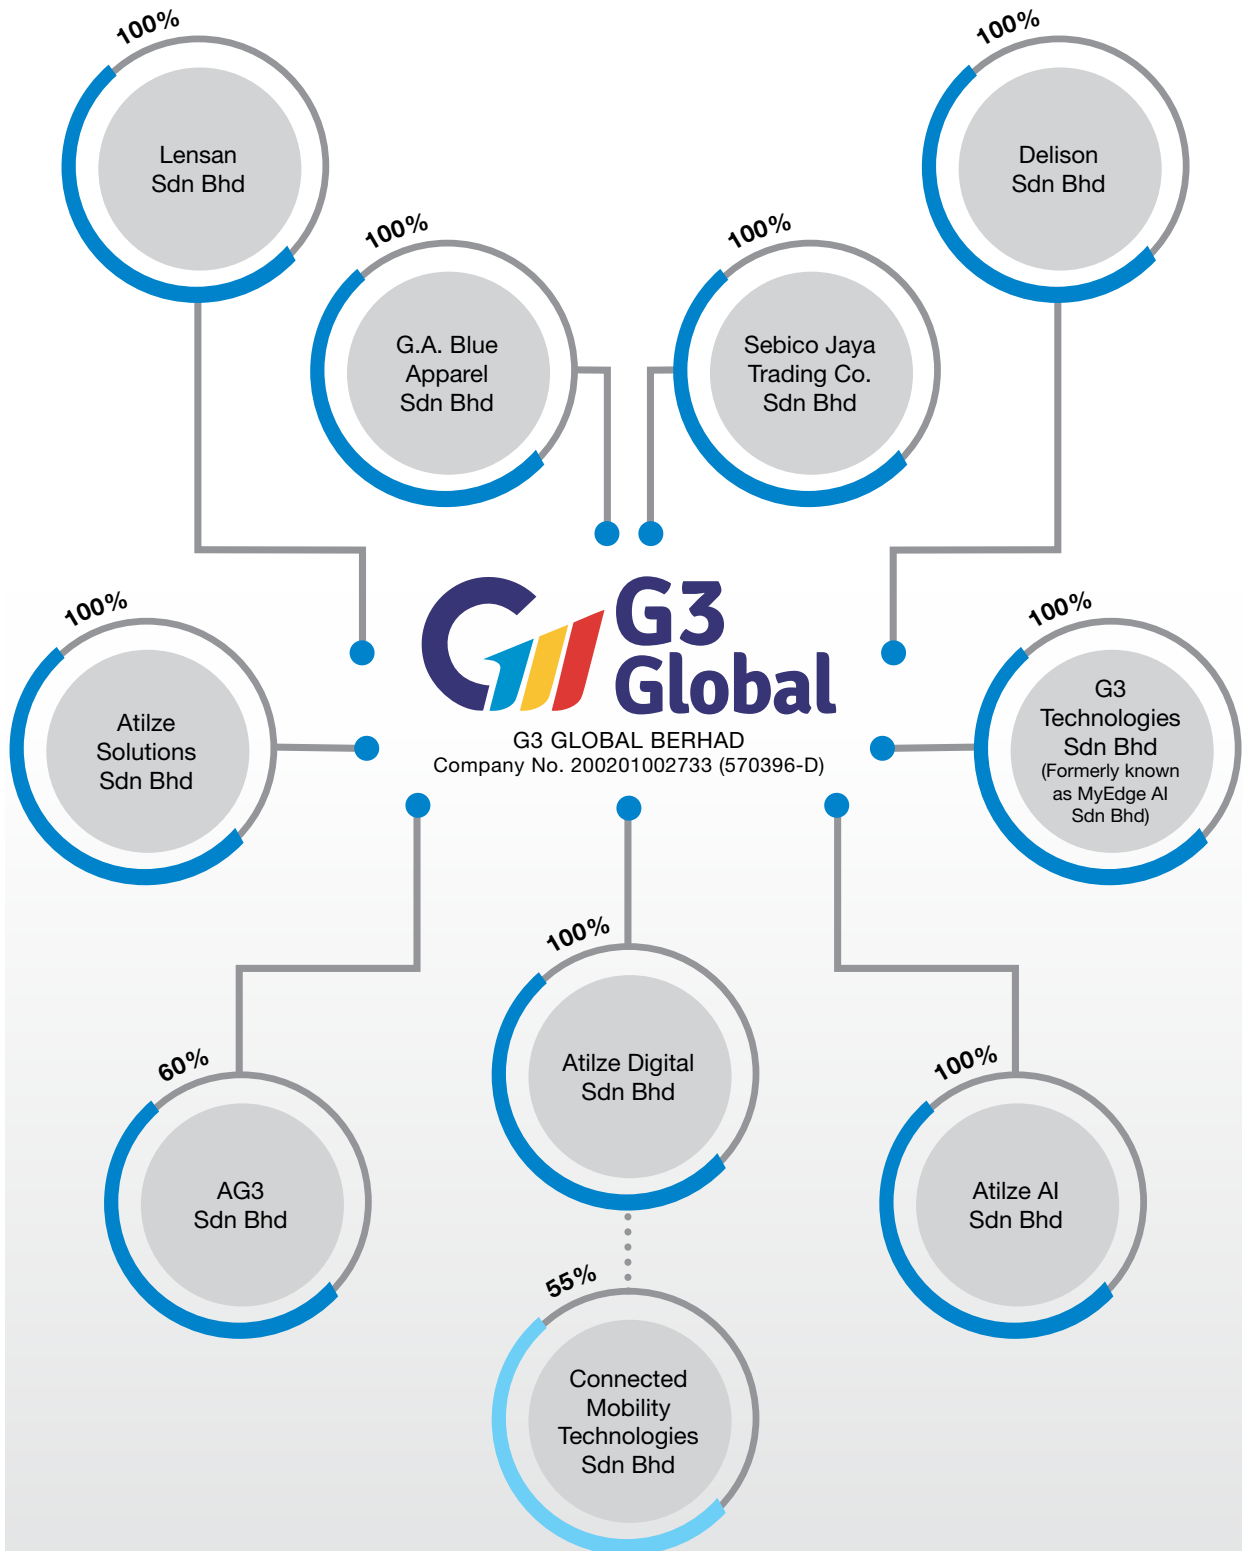 100%
Lensan
Sdn Bhd
100%
Delison
Sdn Bhd
100%
G.A. Blue
Apparel
Sdn Bhd
100%
Sebico Jaya
Trading Co.
Sdn Bhd
G3
Global
G3 GLOBAL BERHAD
Company No. 200201002733 (570396-D)
100%
Atilze
Solutions
Sdn Bhd
100%
G3
Technologies
Sdn Bhd
(Formerly known
as MyEdge AI
Sdn Bhd)
60%
AG3
Sdn Bhd
100%
Atilze Digital
Sdn Bhd
100%
Atilze AI
Sdn Bhd
55%
Connected
Mobility
Technologies
Sdn Bhd